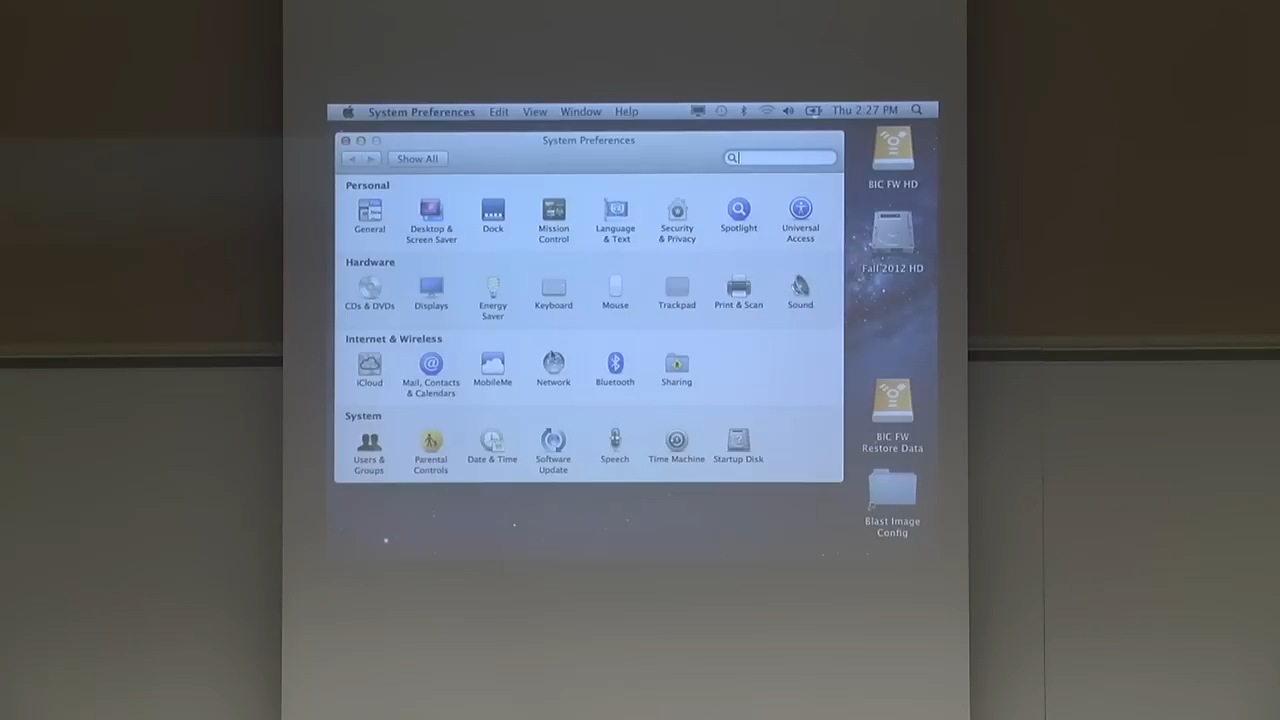 System Preferences Edit View Window Help Thu 2:27 PM
System Preferences
Show All
Personal
General
Desktop &
Screen Saver
Dock
Mission
Control
Language
& Text
Security
& Privacy
Spotlight
Universal
Access
Hardware
CDs & DVDs
Displays
Energy
Saver
Keyboard
Mouse
Trackpad
Print & Scan
Sound
Internet & Wireless
iCloud
Mail, Contacts
& Calendars
MobileMe
Network
Bluetooth
Sharing
System
Users &
Groups
Parental
Controls
Date & Time
Software
Update
Speech
Time Machine
Startup Disk
BIC FW HD
Fall 2012 HD
BIC FW
Restore Data
Blast Image
Config